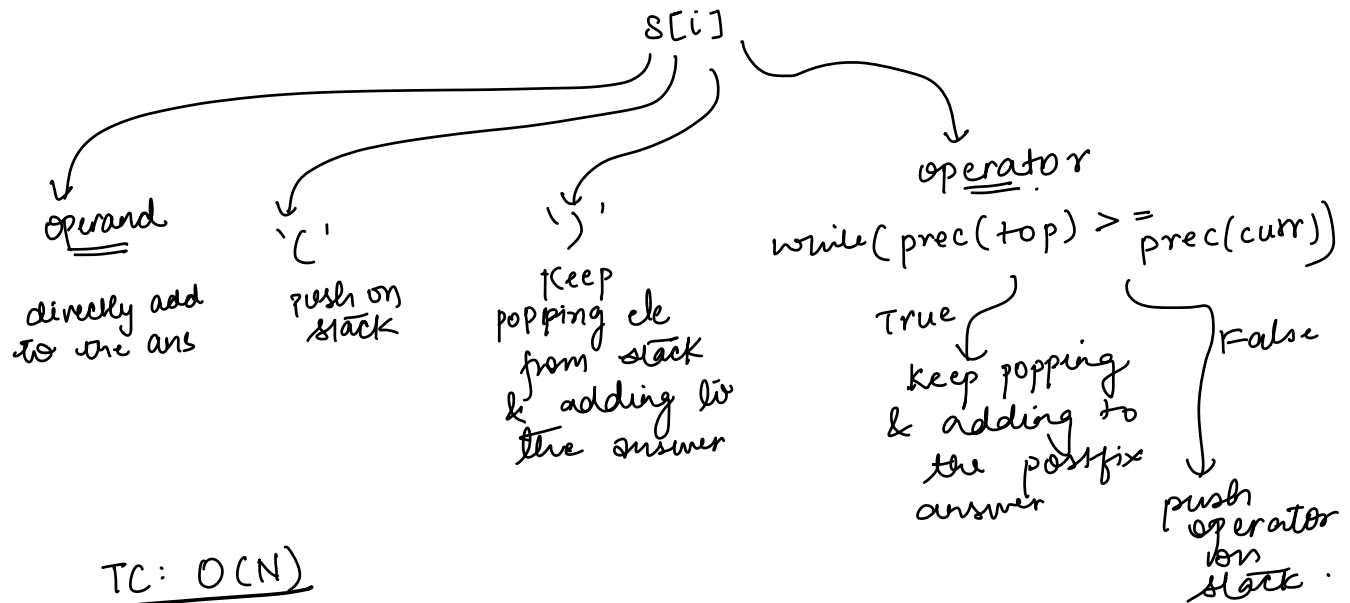 S[i]
operand
directly add
to the ans
'('
push on
stack
')'
Keep
popping ele
from stack
& adding to
the answer
operator
while(prec(top) >= prec(curr))
True
keep popping
& adding to
the postfix
answer
False
push
operator
on
stack.
TC: O(N)